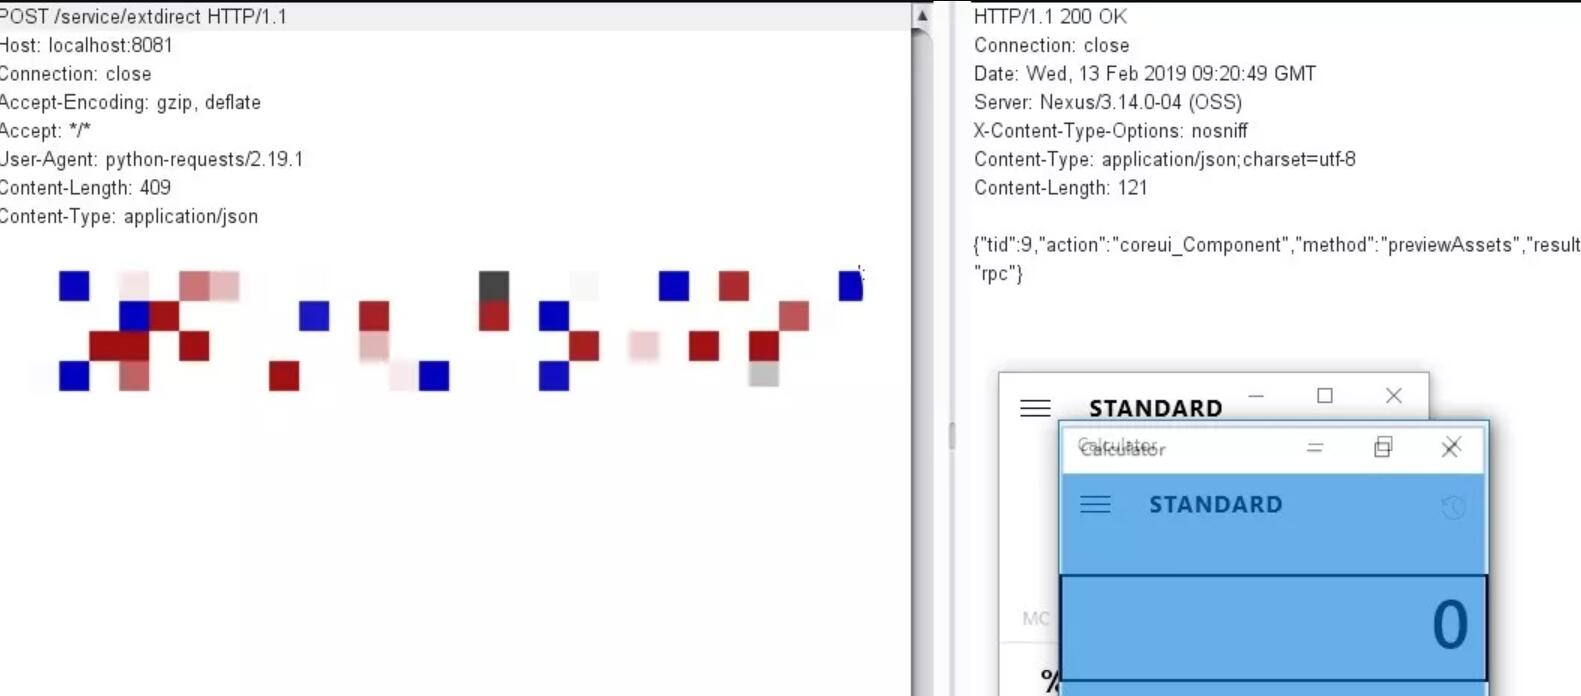 POST /service/extdirect HTTP/1.1
Host: localhost:8081
Connection: close
Accept-Encoding: gzip, deflate
Accept: */*
User-Agent: python-requests/2.19.1
Content-Length: 409
Content-Type: application/json
HTTP/1.1 200 OK
Connection: close
Date: Wed, 13 Feb 2019 09:20:49 GMT
Server: Nexus/3.14.0-04 (OSS)
X-Content-Type-Options: nosniff
Content-Type: application/json;charset=utf-8
Content-Length: 121
{"tid":9,"action":"coreui_Component","method":"previewAssets","result
"rpc"}
STANDARD
Calculator
Calculator
STANDARD
0
MC
%